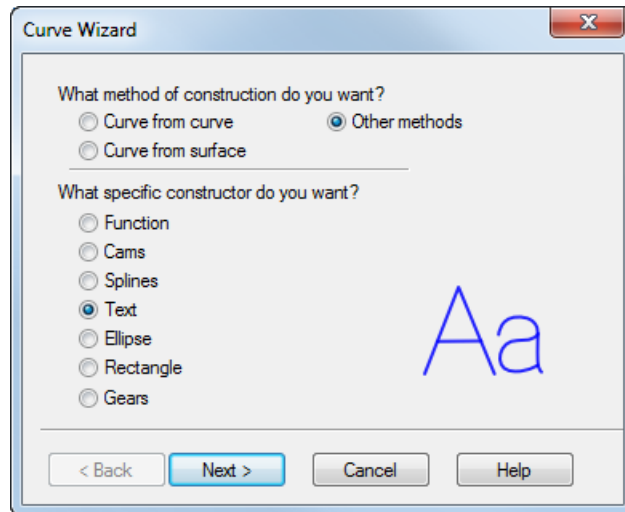 Curve Wizard
What method of construction do you want?
Curve from curve Other methods
Curve from surface
What specific constructor do you want?
Function
Cams
Splines
Text
Ellipse
Rectangle
Gears
Aa
< Back Next > Cancel Help